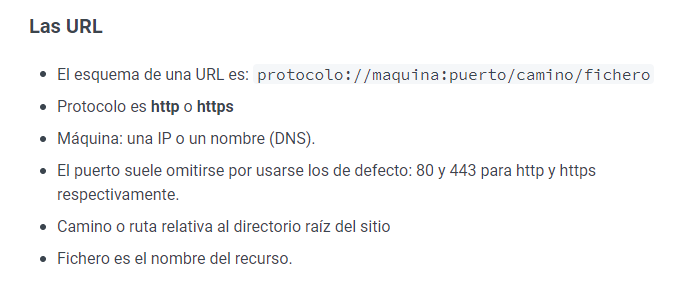 Las URL
El esquema de una URL es: protocolo://maquina:puerto/camino/fichero
Protocolo es http o https
Máquina: una IP o un nombre (DNS).
El puerto suele omitirse por usarse los de defecto: 80 y 443 para http y https
respectivamente.
Camino o ruta relativa al directorio raíz del sitio
Fichero es el nombre del recurso.